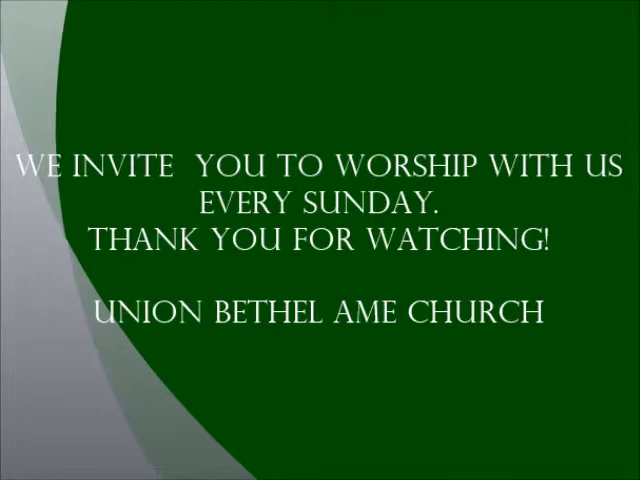 WE INVITE YOU TO WORSHIP WITH US
EVERY SUNDAY.
THANK YOU FOR WATCHING!
UNION BETHEL AME CHURCH